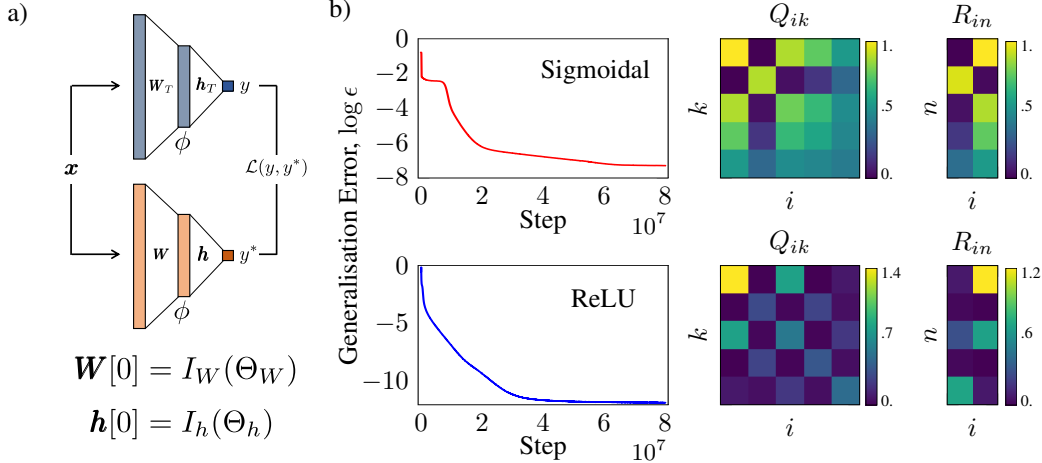 a)
W_T
h_T
y
ϕ
x
L(y, y*)
W
h
y*
ϕ
W[0] = I_W(Θ_W)
h[0] = I_h(Θ_h)
b)
Generalisation Error, log ϵ
0
−2
−4
−6
−8
Sigmoidal
0 2 4 6 8
Step
10^7
Q_ik
k
i
1.
.5
0.
R_in
n
i
1.
.5
0.
0
−5
−10
ReLU
0 2 4 6 8
Step
10^7
Q_ik
k
i
1.4
.7
0.
R_in
n
i
1.2
.6
0.